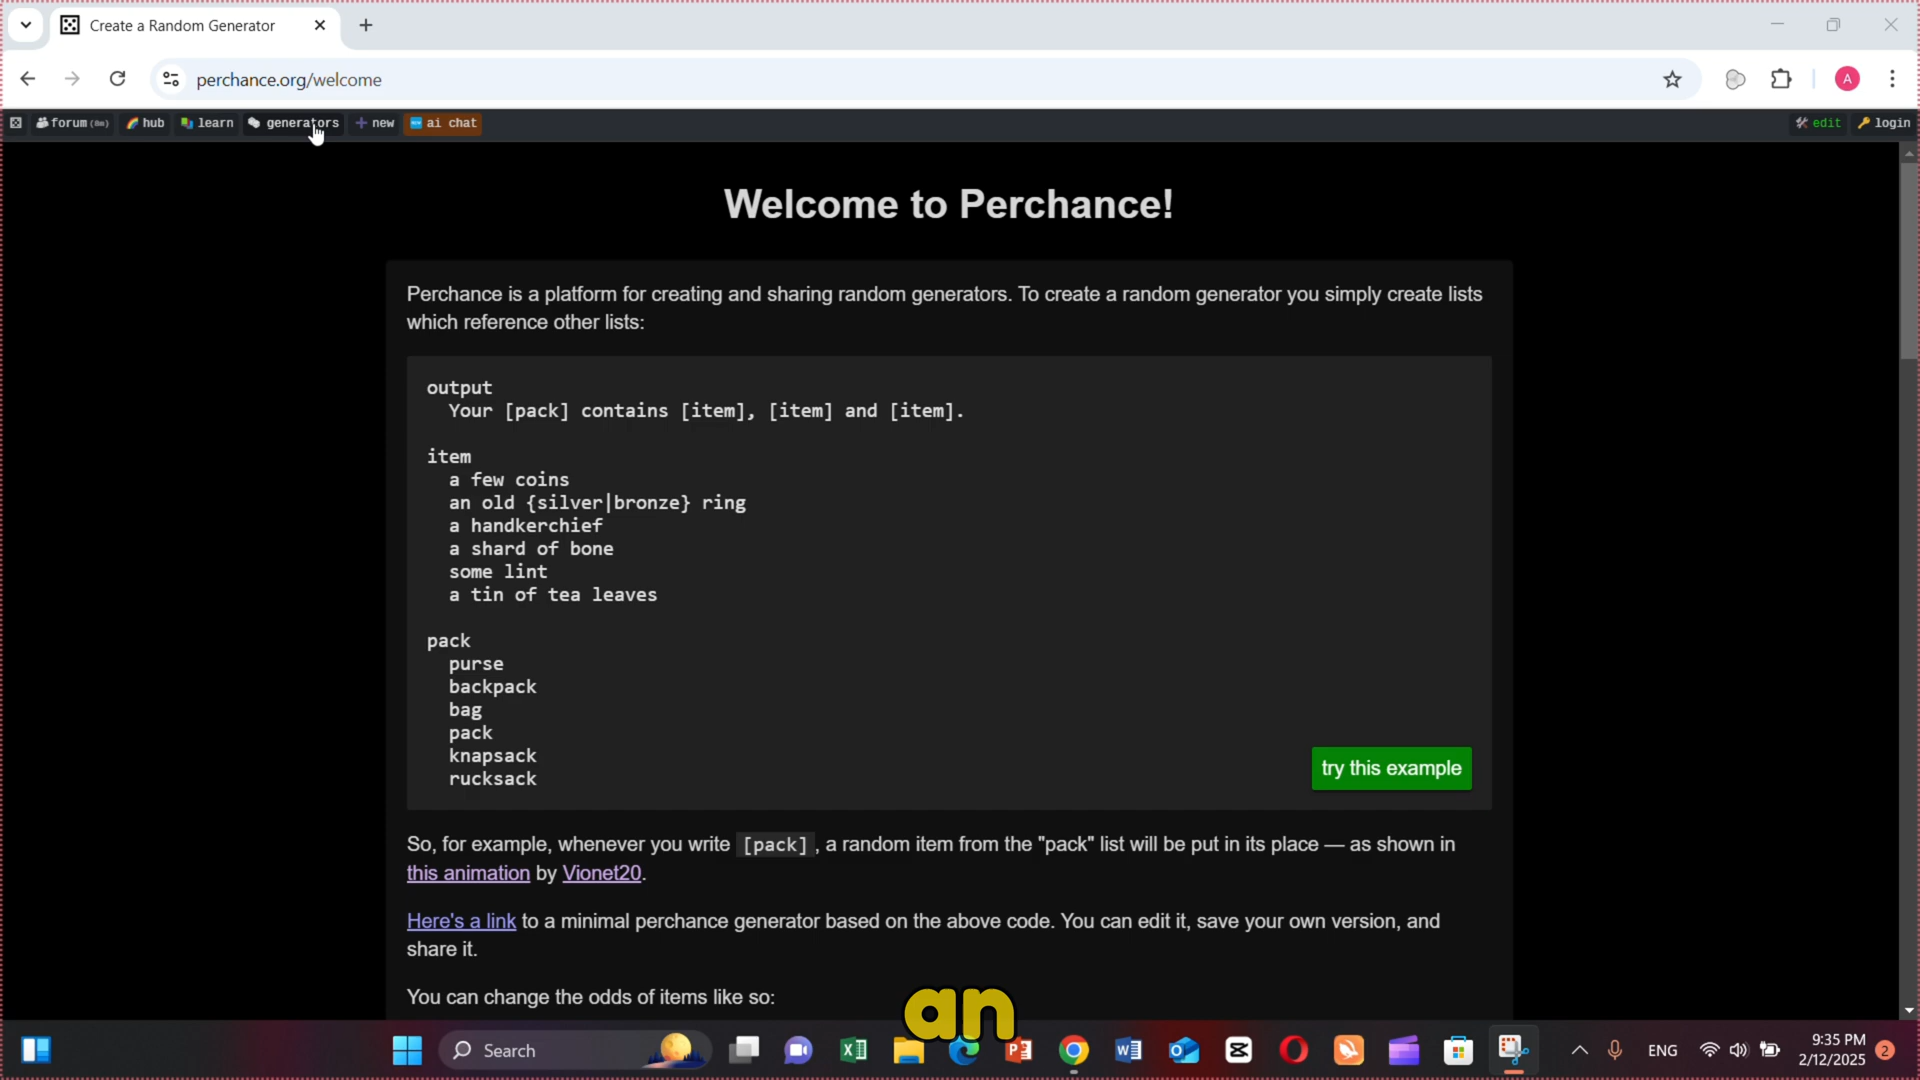 Create a Random Generator
perchance.org/welcome
A
forum (8m) hub learn generators new ai chat edit login
Welcome to Perchance!
Perchance is a platform for creating and sharing random generators. To create a random generator you simply create lists
which reference other lists:
output
Your [pack] contains [item], [item] and [item].
item
a few coins
an old {silver|bronze} ring
a handkerchief
a shard of bone
some lint
a tin of tea leaves
pack
purse
backpack
bag
pack
knapsack
rucksack
try this example
So, for example, whenever you write [pack], a random item from the "pack" list will be put in its place — as shown in
this animation by Vionet20.
Here's a link to a minimal perchance generator based on the above code. You can edit it, save your own version, and
share it.
You can change the odds of items like so:
an
Search
ENG
9:35 PM
2/12/2025
2